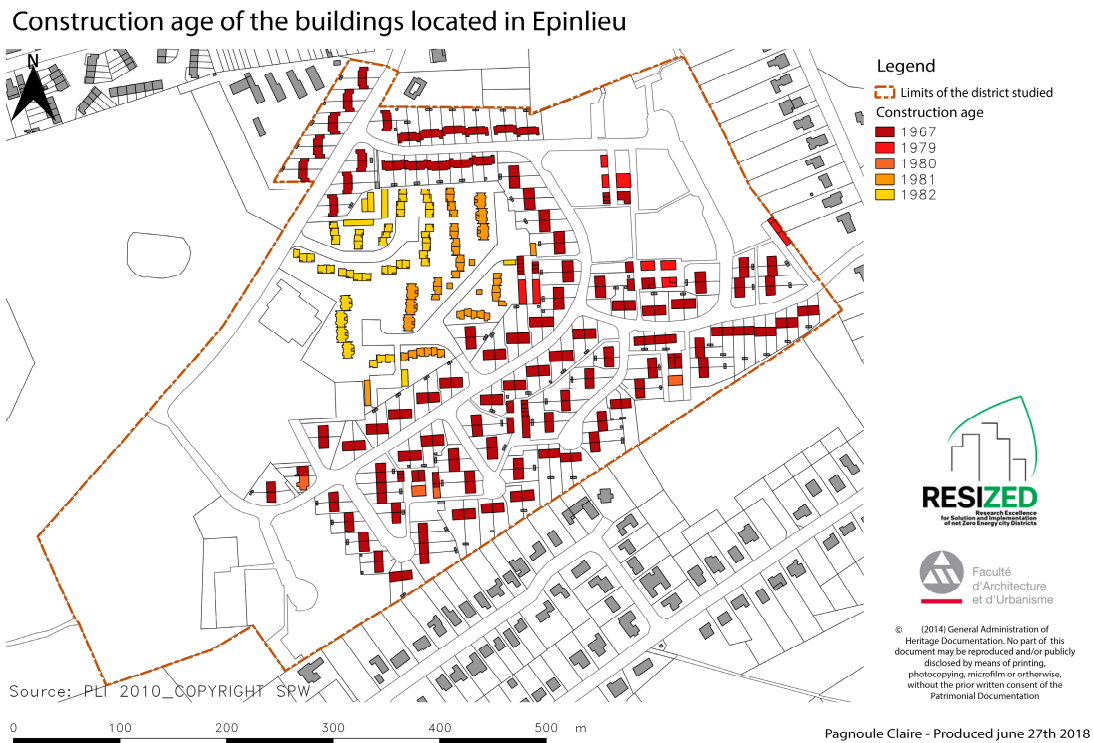 Construction age of the buildings located in Epinlieu
N
Legend
Limits of the district studied
Construction age
1967
1979
1980
1981
1982
RESIZED
Research Excellence
for Solution and Implementation
of net Zero Energy city Districts
Faculté
d'Architecture
et d'Urbanisme
© (2014) General Administration of
Heritage Documentation. No part of this
document may be reproduced and/or publicly
disclosed by means of printing,
photocopying, microfilm or ortherwise,
without the prior written consent of the
Patrimonial Documentation
Source: PLI 2010_COPYRIGHT SPW
0 100 200 300 400 500 m
Pagnoule Claire - Produced june 27th 2018